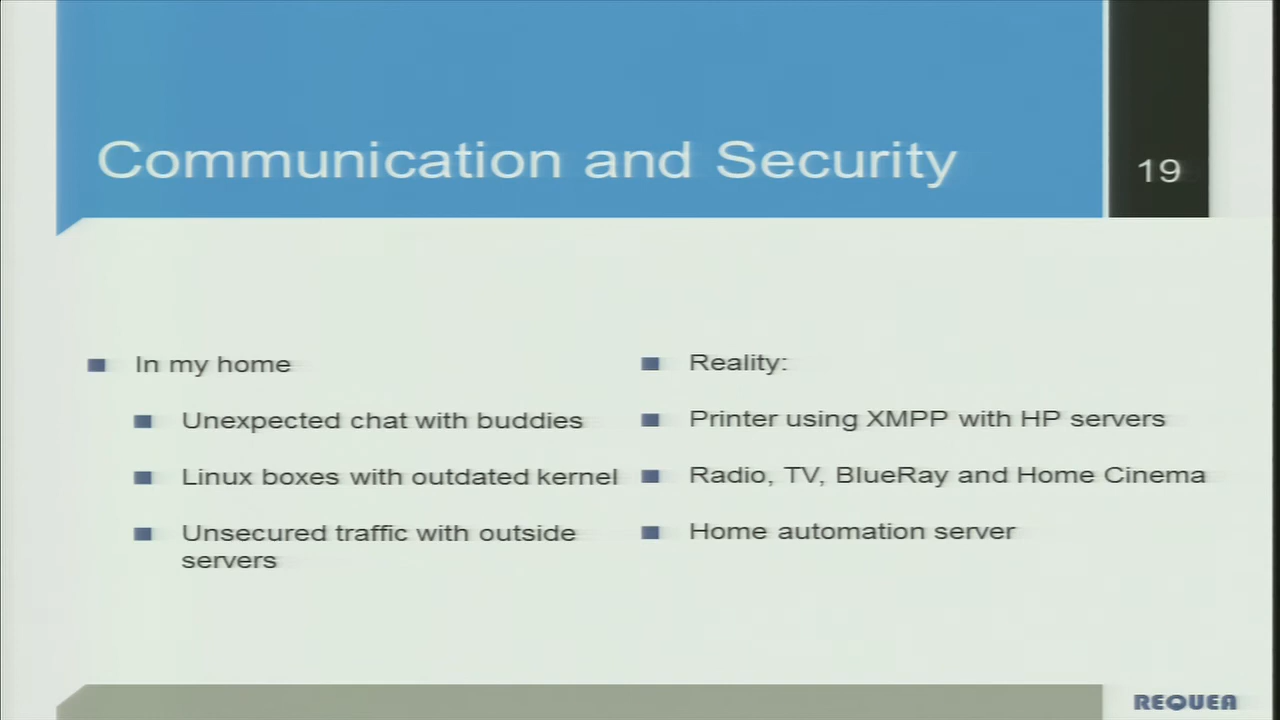 Communication and Security
19
In my home
Unexpected chat with buddies
Linux boxes with outdated kernel
Unsecured traffic with outside
servers
Reality:
Printer using XMPP with HP servers
Radio, TV, BlueRay and Home Cinema
Home automation server
REQUEA